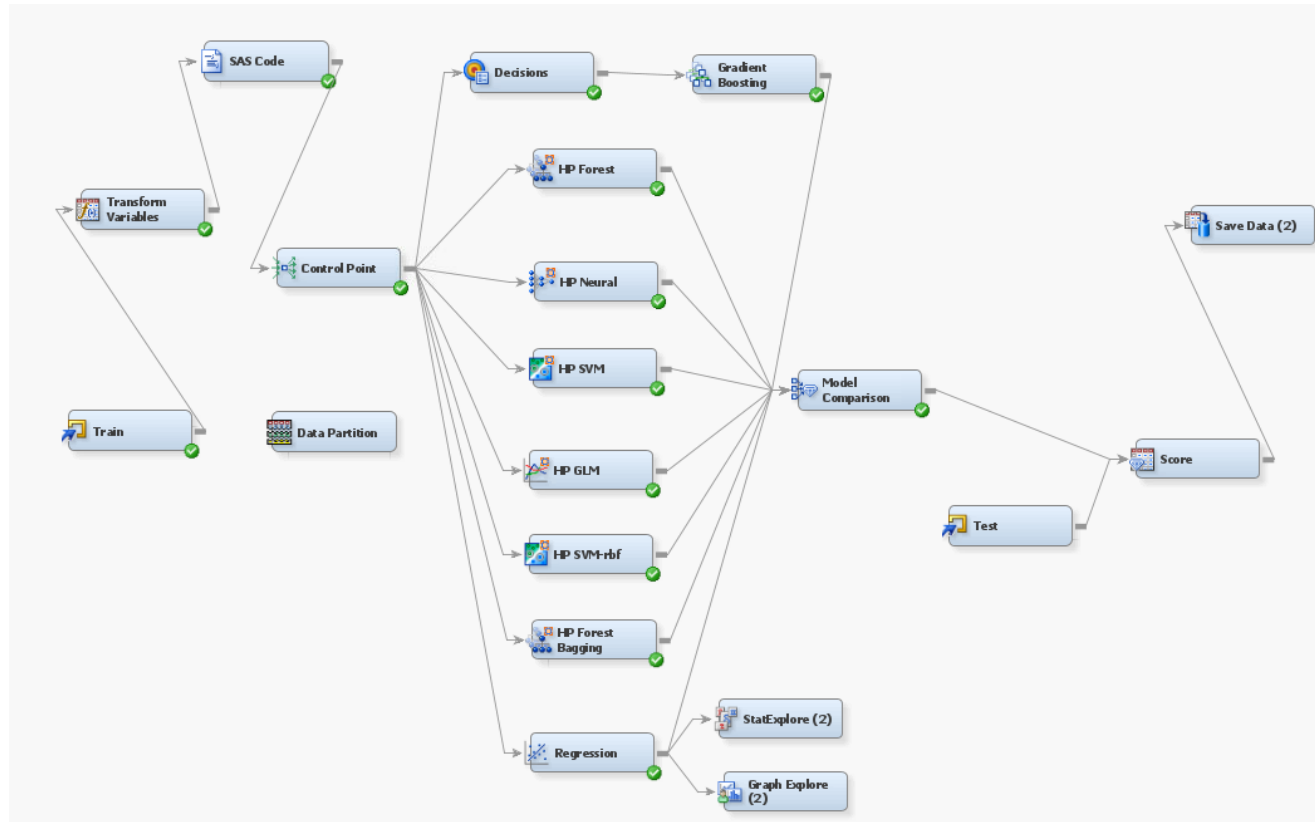 SAS Code
Decisions
Gradient
Boosting
HP Forest
Transform
Variables
Save Data (2)
Control Point
HP Neural
HP SVM
Model
Comparison
Train
Data Partition
Score
HP GLM
Test
HP SVM-rbf
HP Forest
Bagging
StatExplore (2)
Regression
Graph Explore
(2)